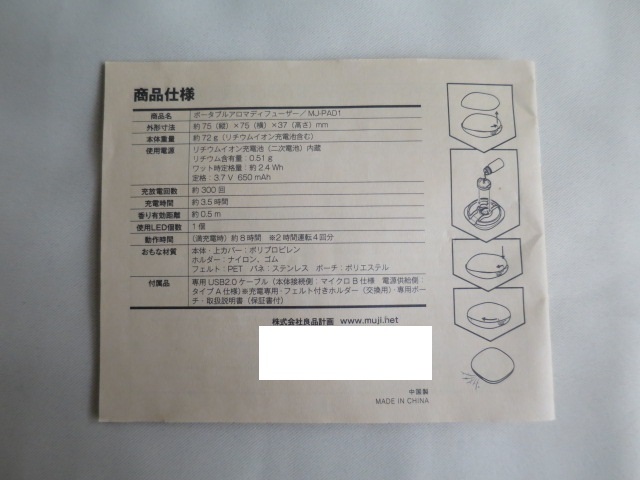 商品仕様
商品名 ポータブルアロマディフューザー／MJ-PAD1
外形寸法 約75（縦）×75（横）×37（高さ）mm
本体重量 約72g（リチウムイオン充電池含む）
使用電源 リチウムイオン充電池（二次電池）内蔵
リチウム含有量：0.51g
ワット時定格量：約2.4Wh
定格：3.7V 650mAh
充放電回数 約300回
充電時間 約3.5時間
香り有効距離 約0.5m
使用LED個数 1個
動作時間 （満充電時）約8時間 ※2時間運転4回分
おもな材質 本体・上カバー：ポリプロピレン
ホルダー：ナイロン、ゴム
フェルト：PET バネ：ステンレス ポーチ：ポリエステル
付属品 専用USB2.0ケーブル（本体接続側：マイクロB仕様 電源供給側：
タイプA仕様）※充電専用・フェルト付きホルダー（交換用）・専用ポー
チ・取扱説明書（保証書付）
株式会社良品計画 www.muji.net
中国製
MADE IN CHINA